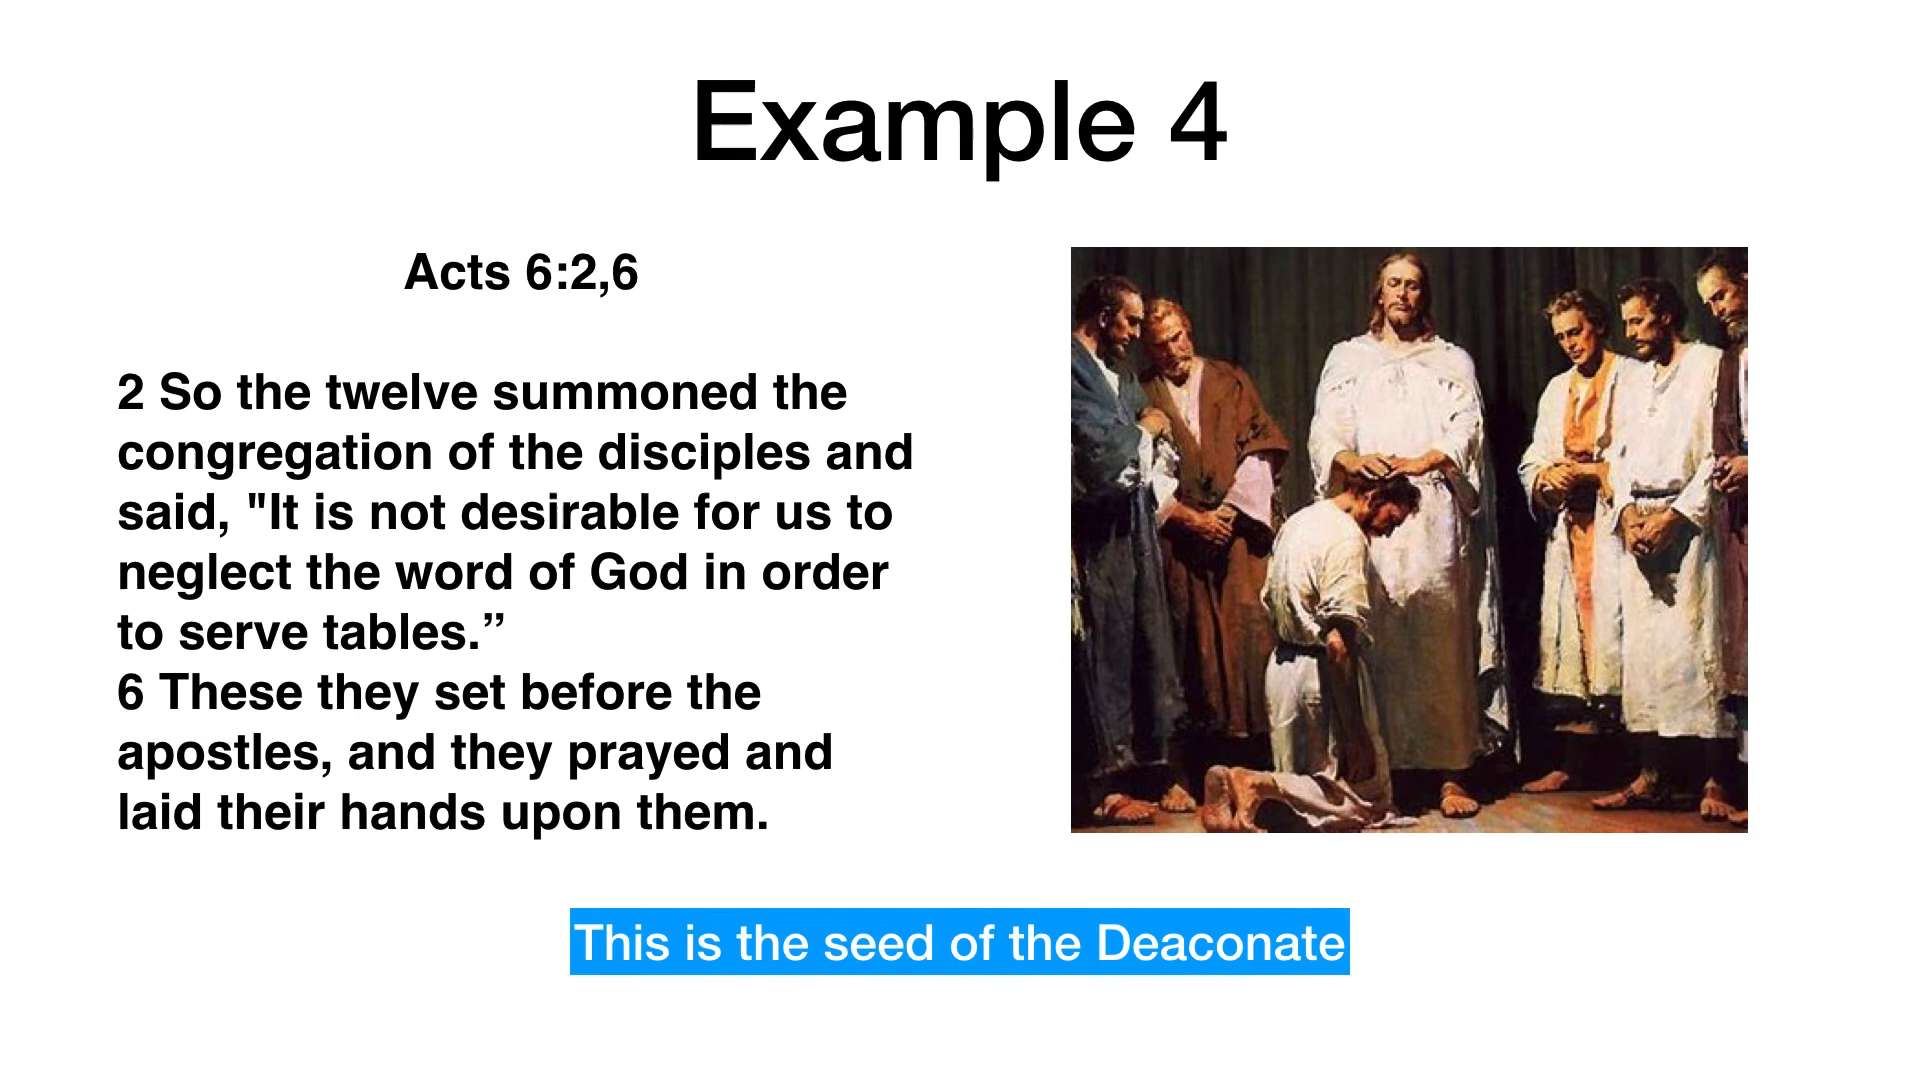 Example 4
Acts 6:2,6
2 So the twelve summoned the
congregation of the disciples and
said, "It is not desirable for us to
neglect the word of God in order
to serve tables.”
6 These they set before the
apostles, and they prayed and
laid their hands upon them.
This is the seed of the Deaconate